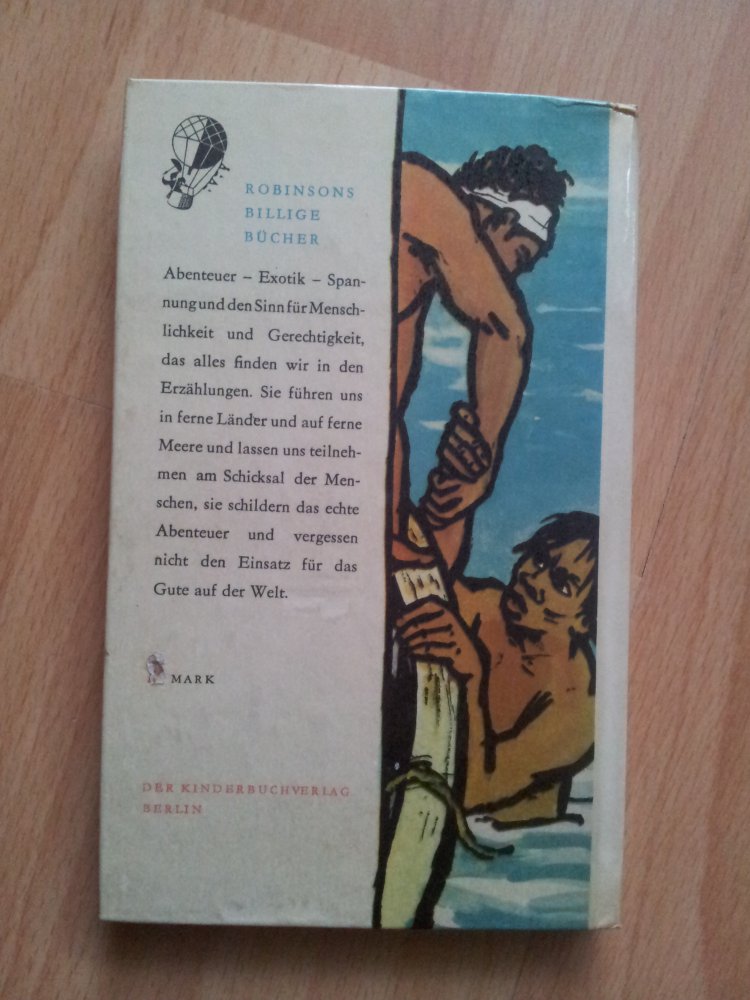 ROBINSONS
BILLIGE
BÜCHER
Abenteuer – Exotik – Span-
nung und den Sinn für Mensch-
lichkeit und Gerechtigkeit,
das alles finden wir in den
Erzählungen. Sie führen uns
in ferne Länder und auf ferne
Meere und lassen uns teilneh-
men am Schicksal der Men-
schen, sie schildern das echte
Abenteuer und vergessen
nicht den Einsatz für das
Gute auf der Welt.
MARK
DER KINDERBUCHVERLAG
BERLIN